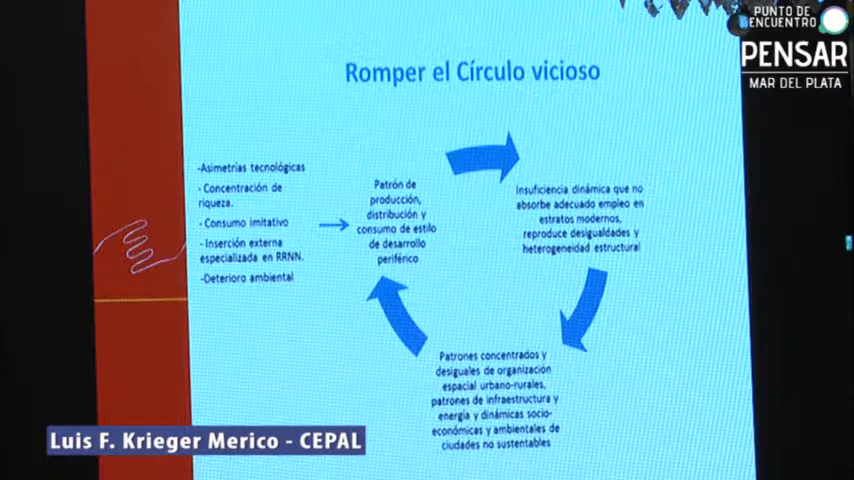 PUNTO DE
ENCUENTRO
PENSAR
MAR DEL PLATA
Romper el Círculo vicioso
-Asimetrías tecnológicas
- Concentración de
riqueza.
- Consumo imitativo
- Inserción externa
especializada en RRNN.
-Deterioro ambiental
Patrón de
producción,
distribución y
consumo de estilo
de desarrollo
periférico
Insuficiencia dinámica que no
absorbe adecuado empleo en
estratos modernos,
reproduce desigualdades y
heterogeneidad estructural
Patrones concentrados y
desiguales de organización
espacial urbano-rurales,
patrones de infraestructura y
energía y dinámicas socio-
económicas y ambientales de
ciudades no sustentables
Luis F. Krieger Merico - CEPAL